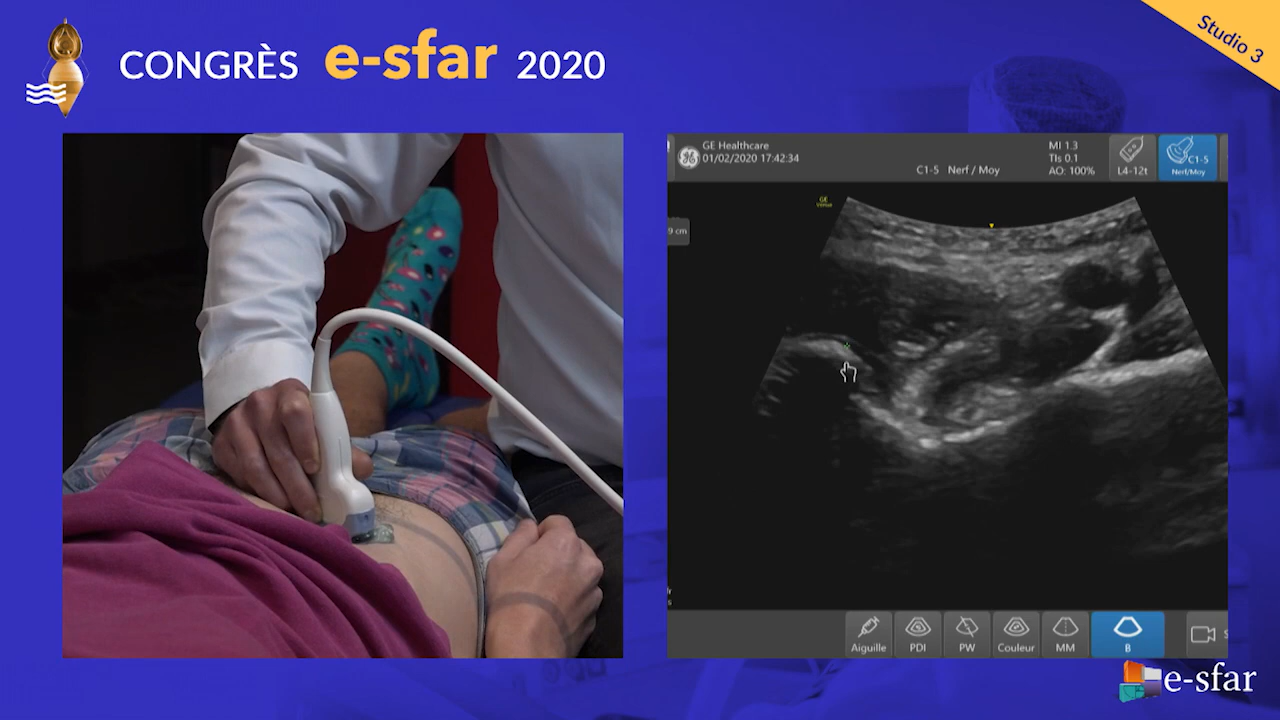 CONGRÈS e-sfar 2020
Studio 3
GE Healthcare
01/02/2020 17:42:34
C1-5 Nerf / Moy
MI 1.3
TIs 0.1
AO: 100%
L4-12t
C1-5
Nerf/Moy
GE
Venue
9 cm
Aiguille
PDI
PW
Couleur
MM
B
e-sfar